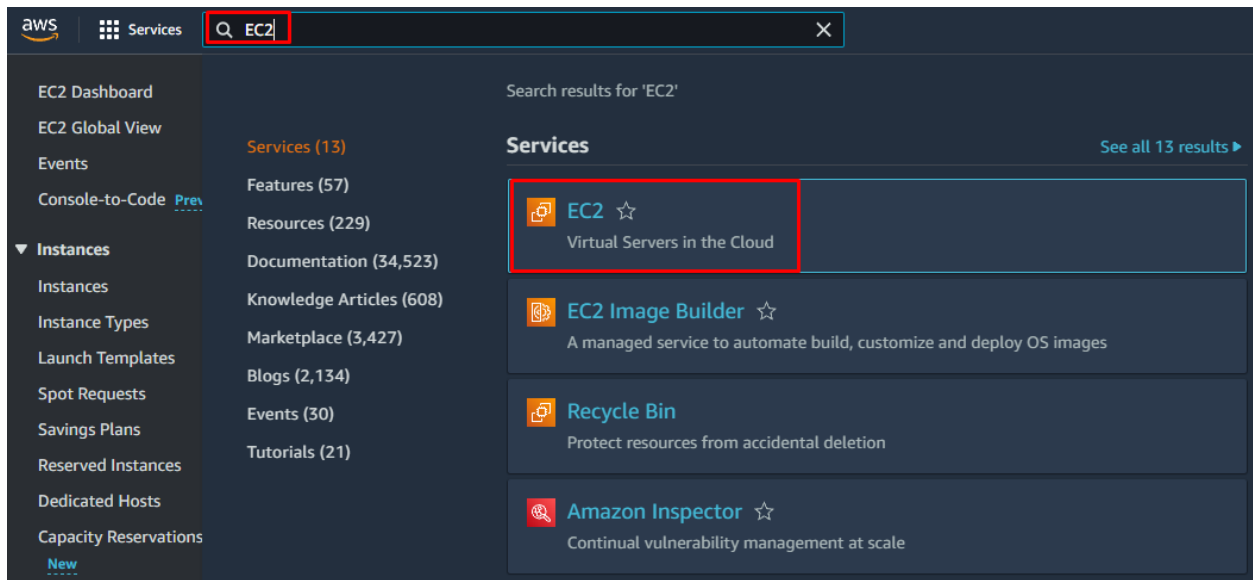 aws
Services
EC2
EC2 Dashboard
EC2 Global View
Events
Console-to-Code Prev
Instances
Instances
Instance Types
Launch Templates
Spot Requests
Savings Plans
Reserved Instances
Dedicated Hosts
Capacity Reservations
New
Services (13)
Features (57)
Resources (229)
Documentation (34,523)
Knowledge Articles (608)
Marketplace (3,427)
Blogs (2,134)
Events (30)
Tutorials (21)
Search results for 'EC2'
Services
See all 13 results
EC2
Virtual Servers in the Cloud
EC2 Image Builder
A managed service to automate build, customize and deploy OS images
Recycle Bin
Protect resources from accidental deletion
Amazon Inspector
Continual vulnerability management at scale